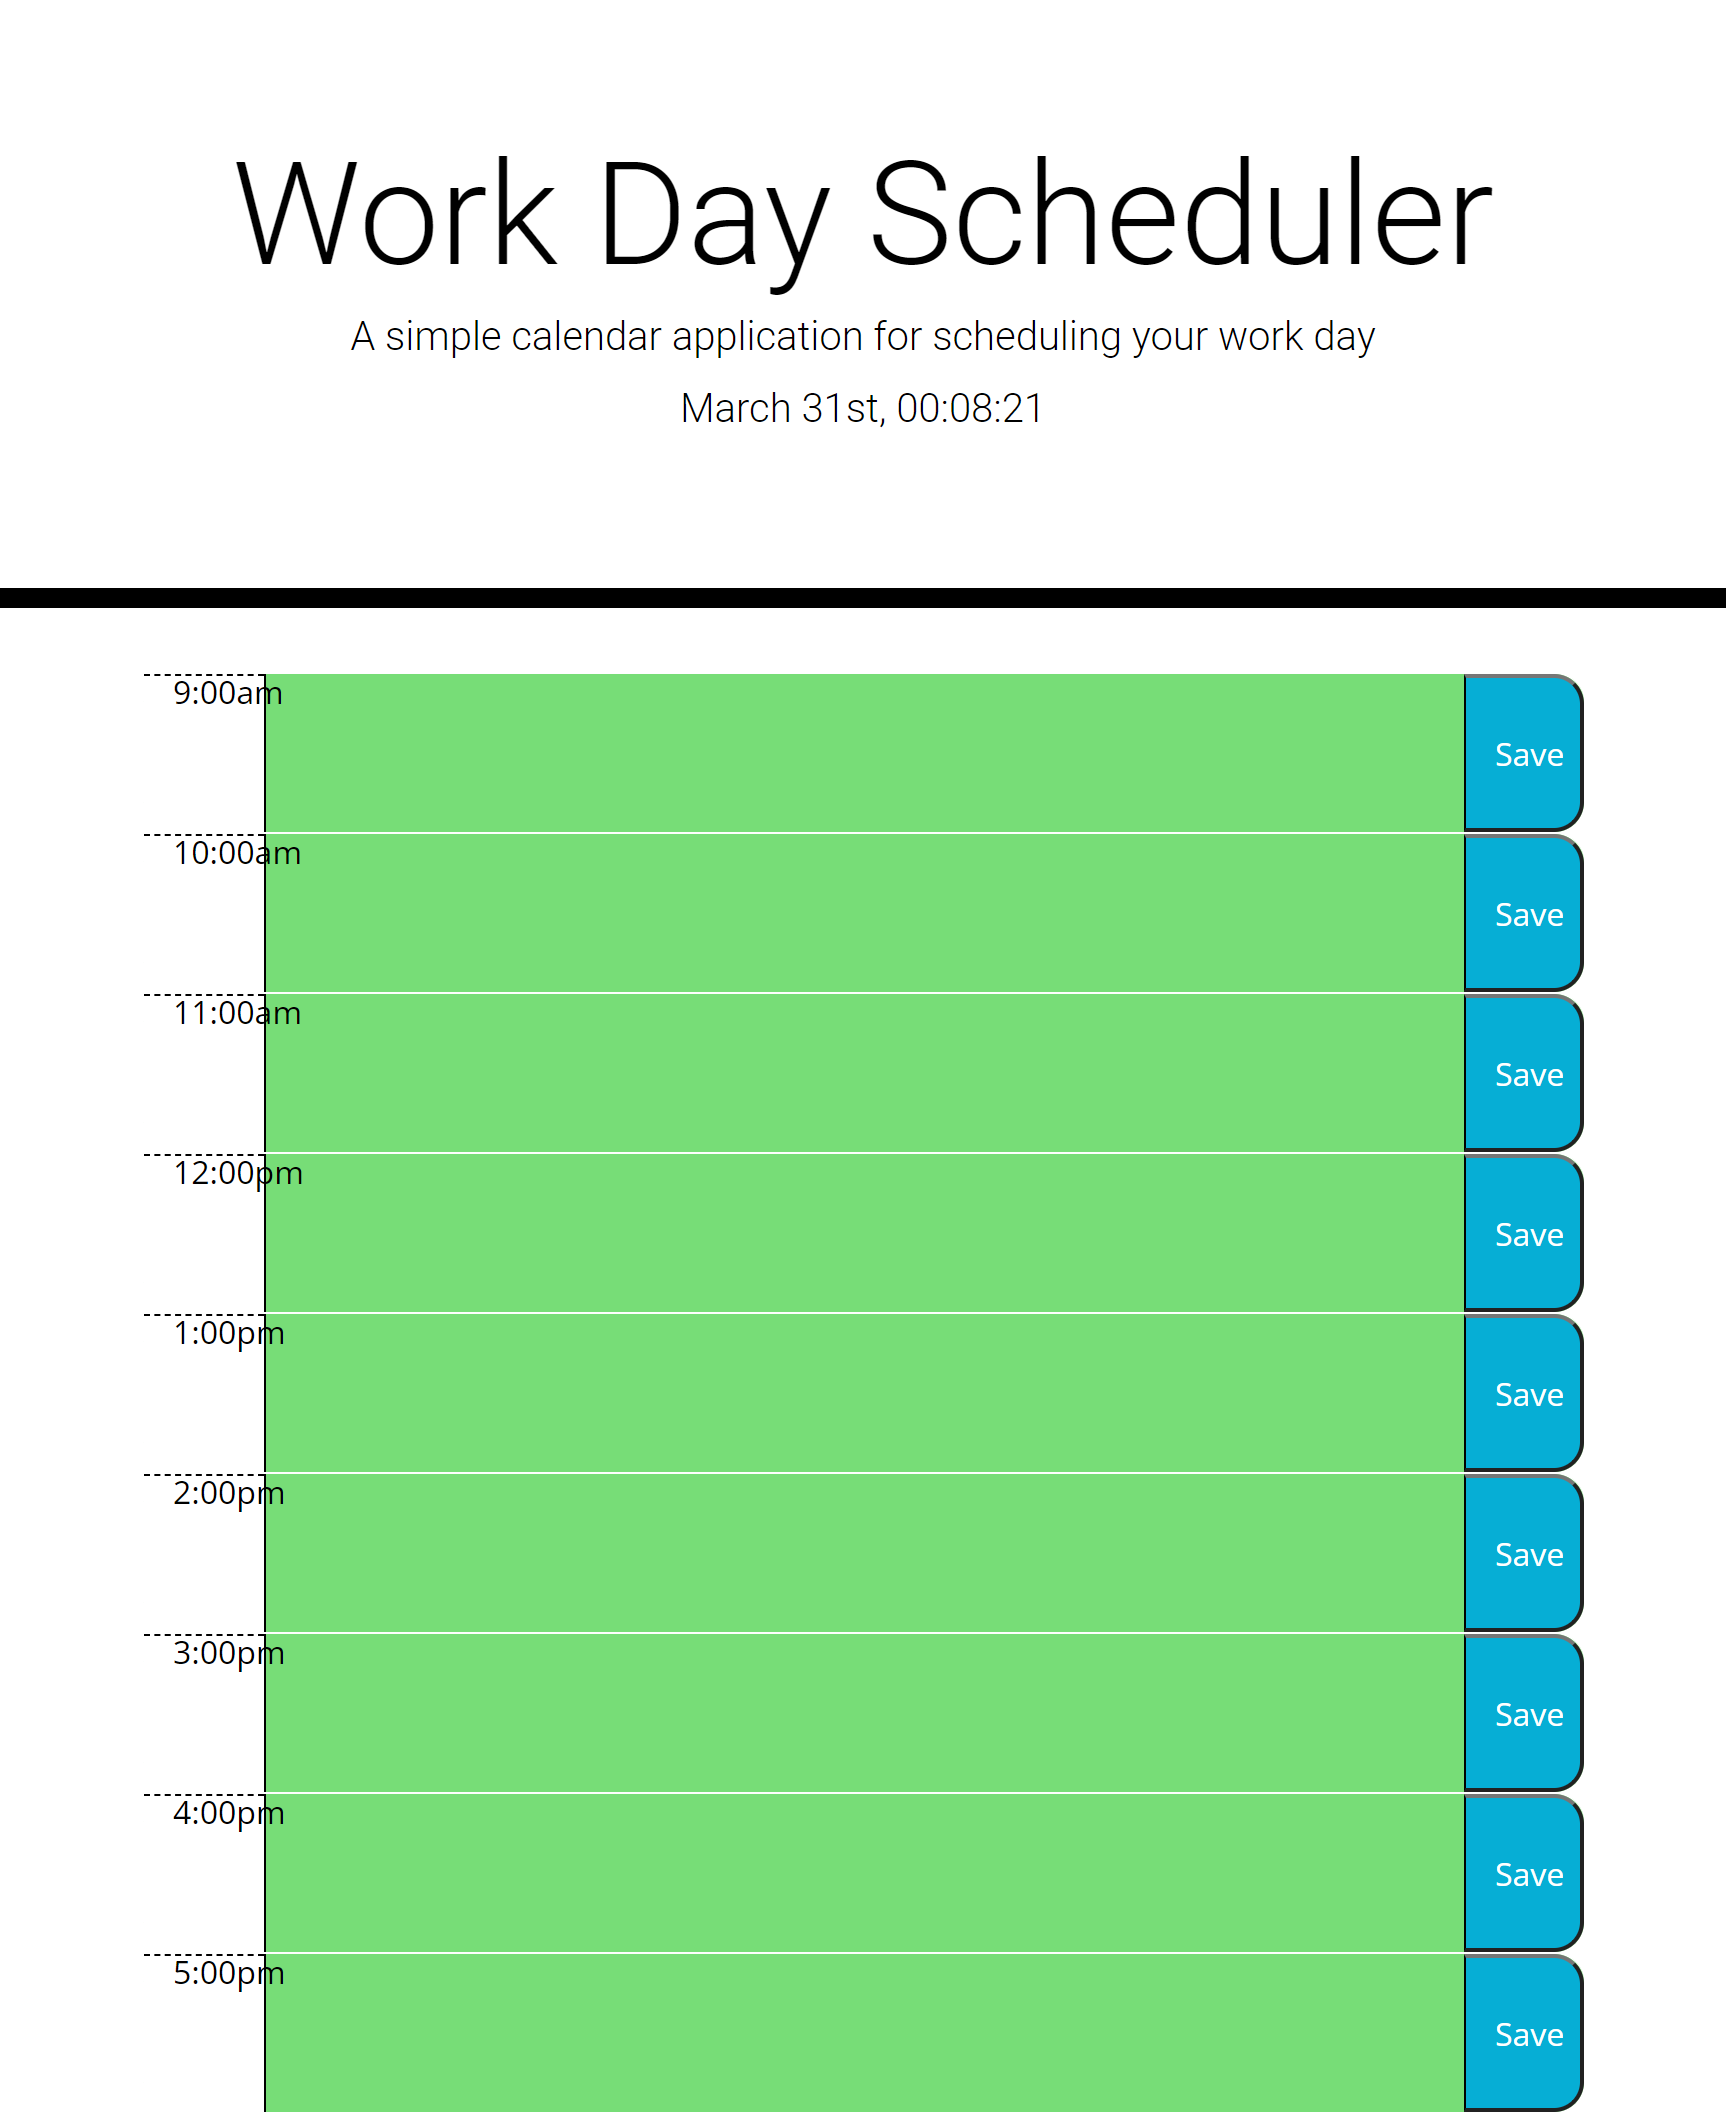 Work Day Scheduler
A simple calendar application for scheduling your work day
March 31st, 00:08:21
9:00am
Save
10:00am
Save
11:00am
Save
12:00pm
Save
1:00pm
Save
2:00pm
Save
3:00pm
Save
4:00pm
Save
5:00pm
Save